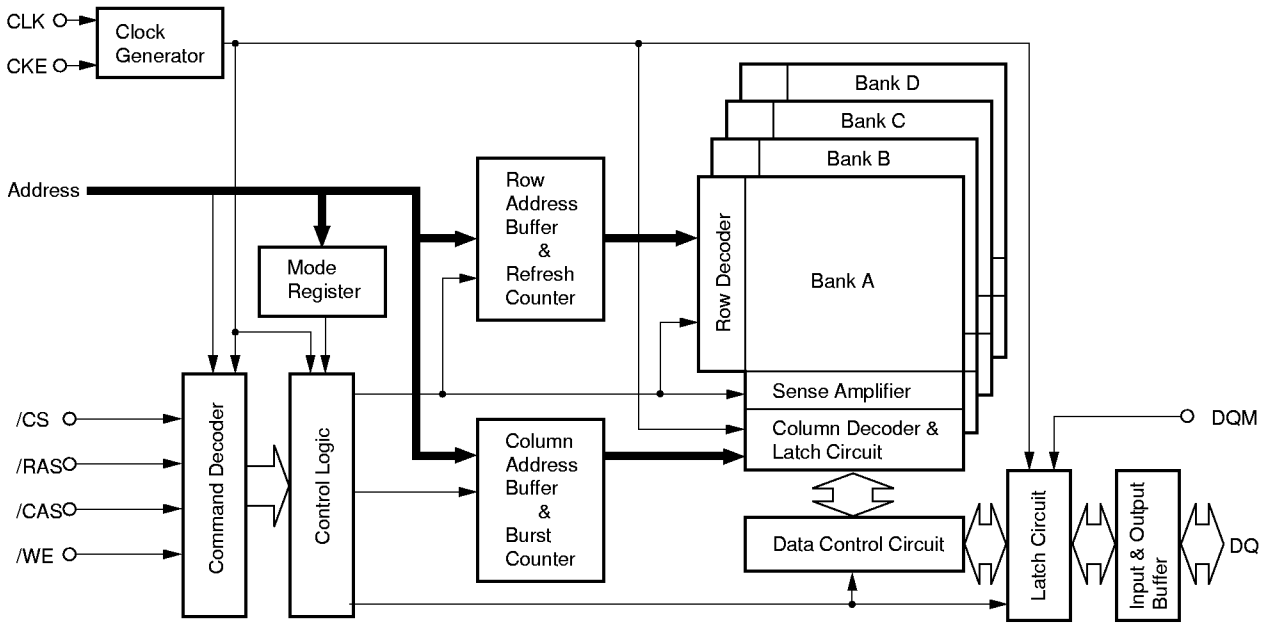 CLK
CKE
Clock
Generator
Address
Mode
Register
Row
Address
Buffer
&
Refresh
Counter
Bank D
Bank C
Bank B
Bank A
Row Decoder
Sense Amplifier
Column Decoder &
Latch Circuit
/CS
/RAS
/CAS
/WE
Command Decoder
Control Logic
Column
Address
Buffer
&
Burst
Counter
Data Control Circuit
DQM
Latch Circuit
Input & Output
Buffer
DQ